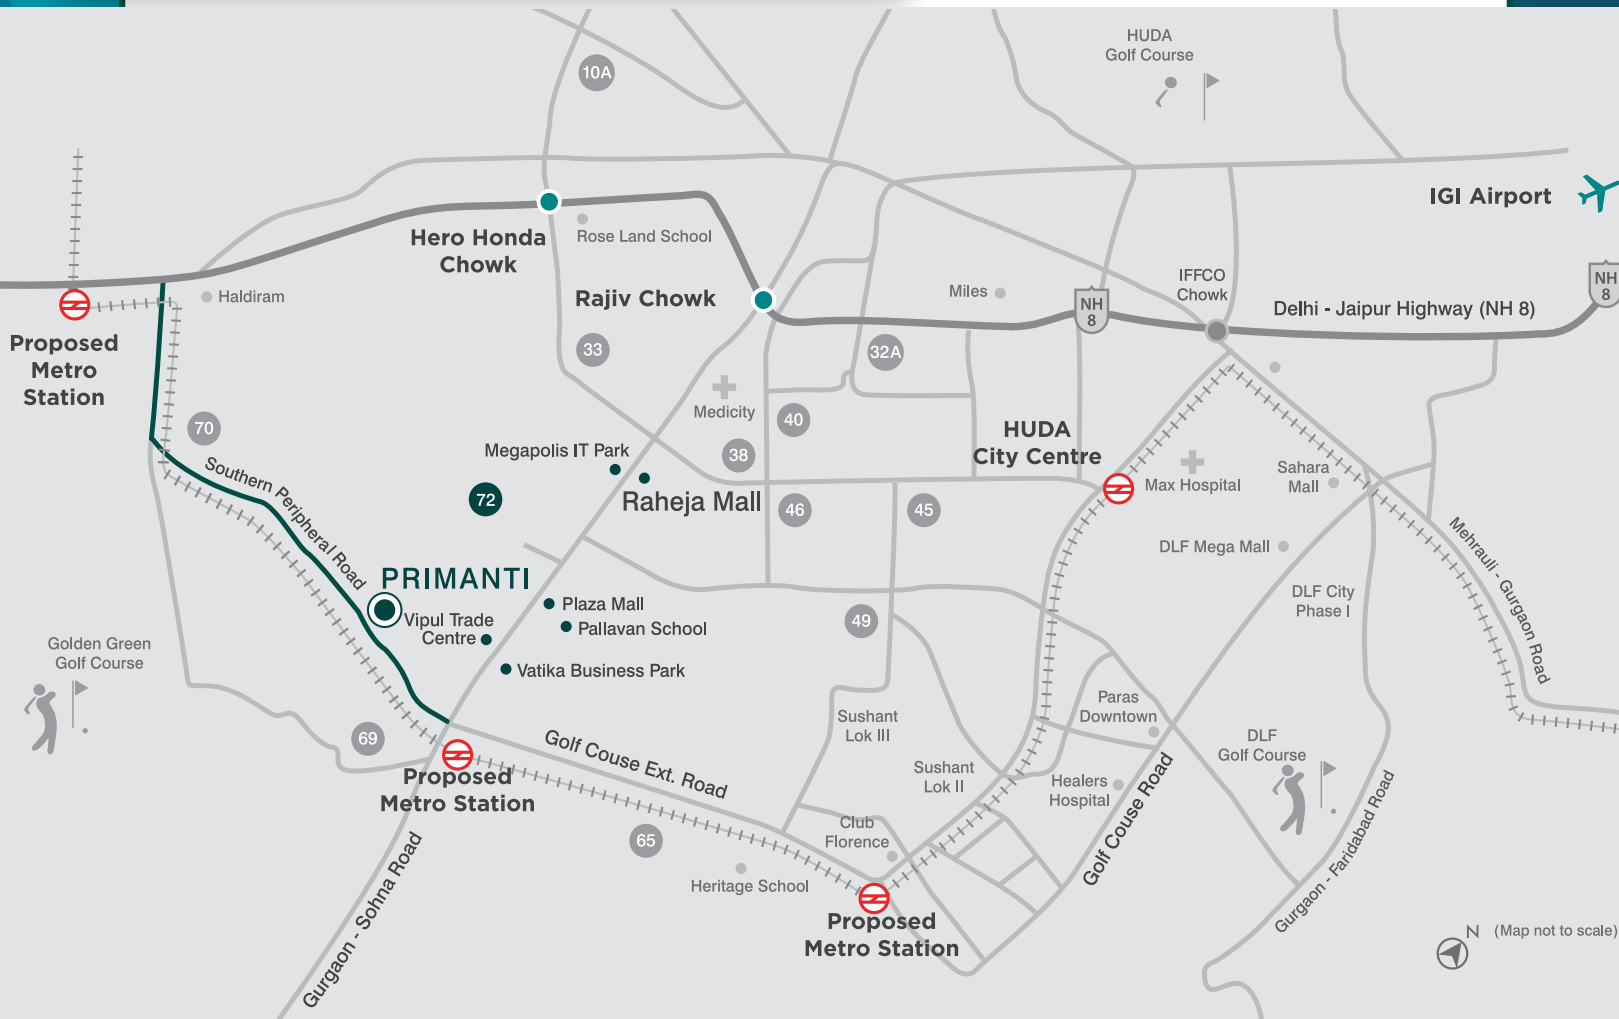 HUDA
Golf Course
10A
IGI Airport
Hero Honda
Chowk
Rose Land School
Rajiv Chowk
Haldiram
Miles
IFFCO
Chowk
NH
8
NH
8
Delhi - Jaipur Highway (NH 8)
Proposed
Metro
Station
33
32A
Medicity
40
38
70
Megapolis IT Park
Raheja Mall
HUDA
City Centre
Max Hospital
Sahara
Mall
Southern Peripheral Road
72
46
45
DLF Mega Mall
Mehrauli - Gurgaon Road
PRIMANTI
Vipul Trade
Centre
Plaza Mall
Pallavan School
Vatika Business Park
49
DLF City
Phase I
Golden Green
Golf Course
69
Sushant
Lok III
Paras
Downtown
DLF
Golf Course
Golf Couse Ext. Road
Sushant
Lok II
Healers
Hospital
Proposed
Metro Station
65
Club
Florence
Golf Couse Road
Gurgaon - Faridabad Road
Heritage School
Gurgaon - Sohna Road
Proposed
Metro Station
N
(Map not to scale)